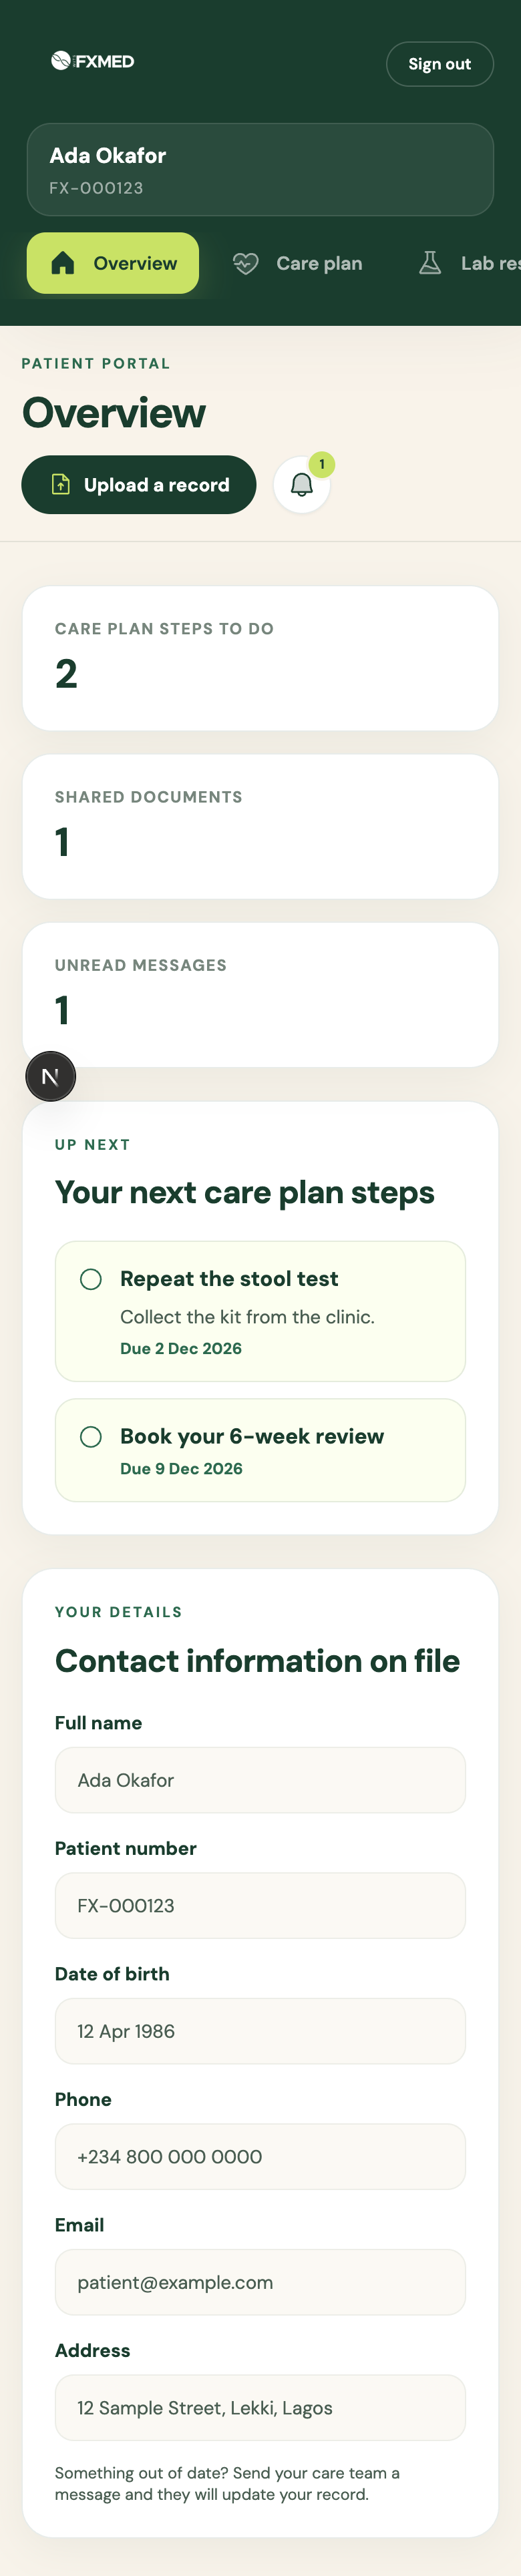 FXMED
Sign out
Ada Okafor
FX-000123
Overview
Care plan
Lab res
PATIENT PORTAL
Overview
Upload a record
1
CARE PLAN STEPS TO DO
2
SHARED DOCUMENTS
1
UNREAD MESSAGES
1
N
UP NEXT
Your next care plan steps
Repeat the stool test
Collect the kit from the clinic.
Due 2 Dec 2026
Book your 6-week review
Due 9 Dec 2026
YOUR DETAILS
Contact information on file
Full name
Ada Okafor
Patient number
FX-000123
Date of birth
12 Apr 1986
Phone
+234 800 000 0000
Email
patient@example.com
Address
12 Sample Street, Lekki, Lagos
Something out of date? Send your care team a
message and they will update your record.